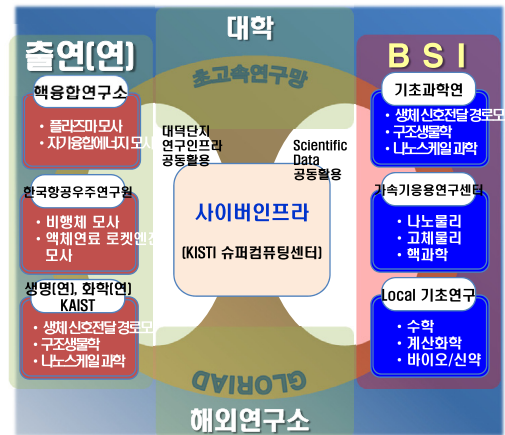 대학
출연(연)
B S I
초고속연구망
핵융합연구소
• 플라즈마 모사
• 자기융합에너지 모사
대덕단지
연구인프라
공동활용
Scientific
Data
공동활용
기초과학연
• 생체 신호전달 경로모
• 구조생물학
• 나노스케일 과학
한국항공우주연구원
• 비행체 모사
• 액체연료 로켓엔진
모사
사이버인프라
(KISTI 슈퍼컴퓨팅센터)
가속기응용연구센터
• 나노물리
• 고체물리
• 핵과학
생명(연), 화학(연)
KAIST
• 생체 신호전달 경로모
• 구조생물학
• 나노스케일 과학
Local 기초연구
• 수학
• 계산화학
• 바이오/신약
GLORIAD
해외연구소